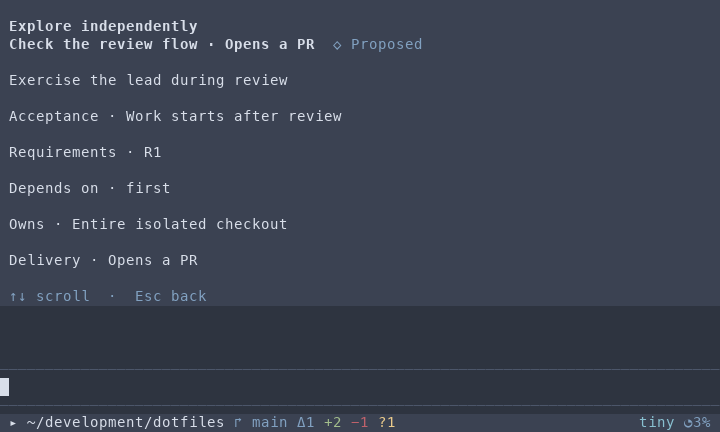 Explore independently
Check the review flow · Opens a PR ◇ Proposed
Exercise the lead during review
Acceptance · Work starts after review
Requirements · R1
Depends on · first
Owns · Entire isolated checkout
Delivery · Opens a PR
↑↓ scroll · Esc back
▸ ~/development/dotfiles ↱ main Δ1 +2 −1 ?1 tiny ↺3%